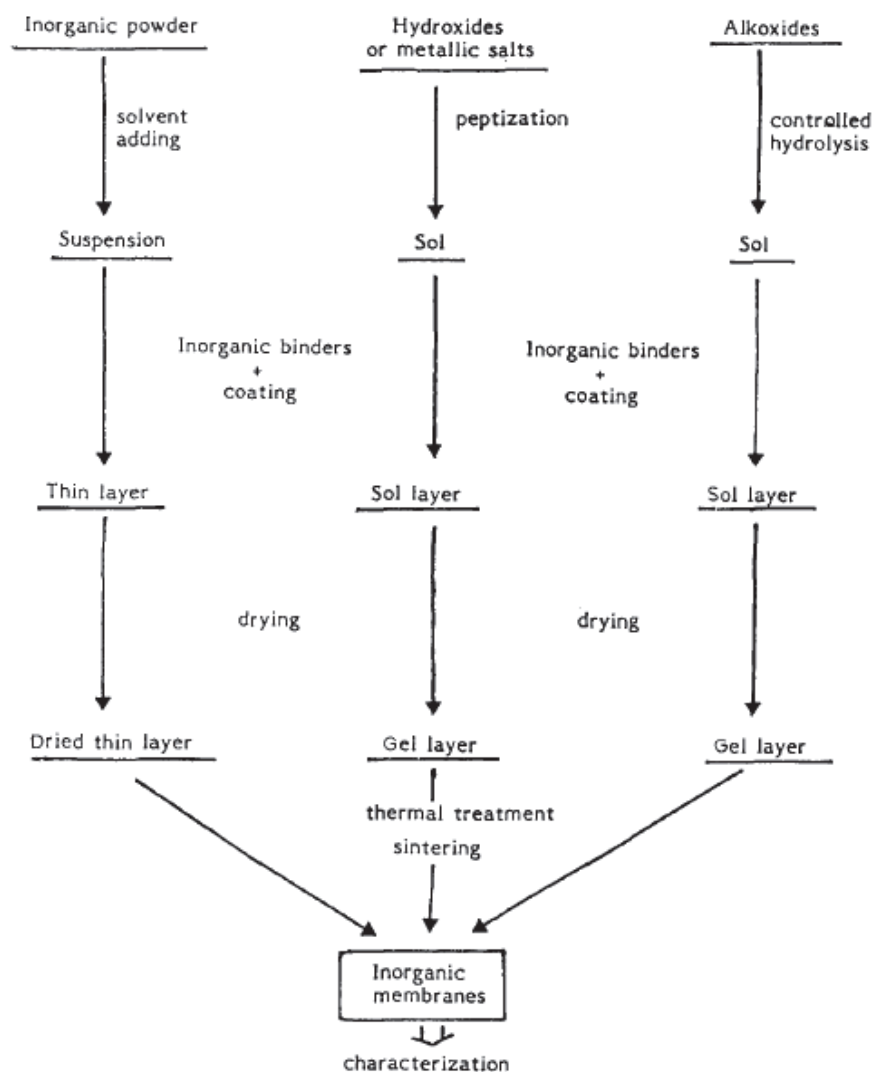 Inorganic powder
Hydroxides
or metallic salts
Alkoxides
solvent
adding
peptization
controlled
hydrolysis
Suspension
Sol
Sol
Inorganic binders
+
coating
Inorganic binders
+
coating
Thin layer
Sol layer
Sol layer
drying
drying
Dried thin layer
Gel layer
Gel layer
thermal treatment
sintering
Inorganic
membranes
characterization